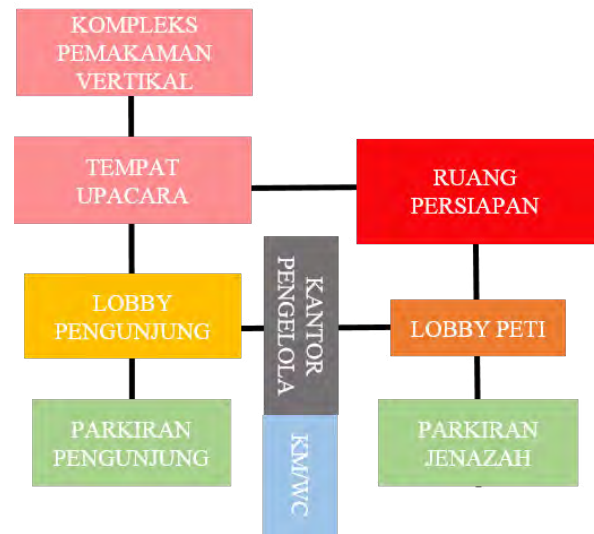 KOMPLEKS
PEMAKAMAN
VERTIKAL
TEMPAT
UPACARA
RUANG
PERSIAPAN
LOBBY
PENGUNJUNG
KANTOR
PENGELOLA
LOBBY PETI
PARKIRAN
PENGUNJUNG
KM/WC
PARKIRAN
JENAZAH